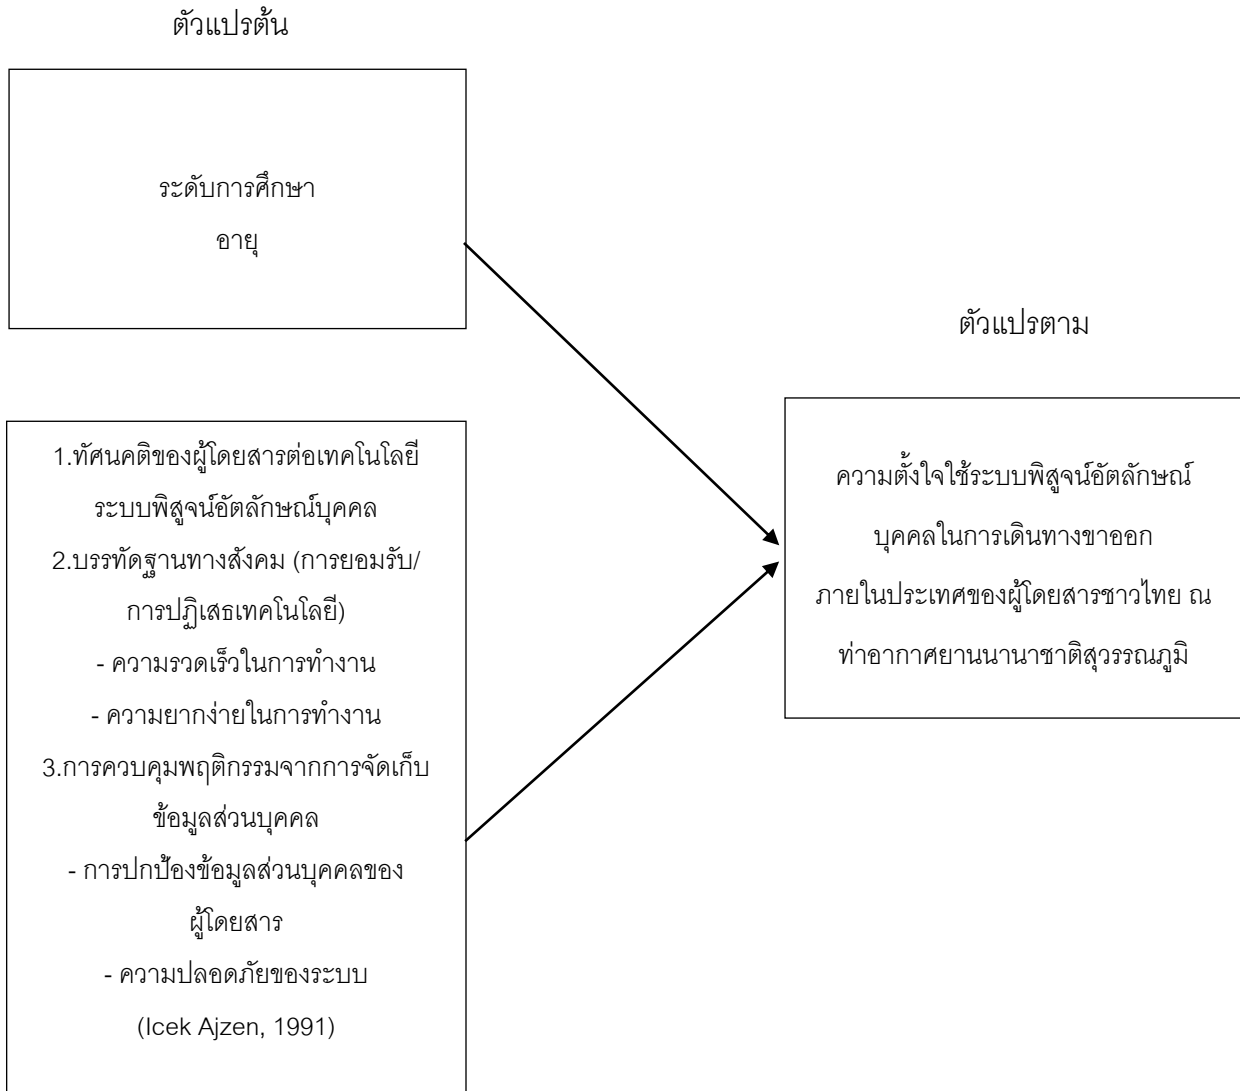 ตัวแปรต้น
ระดับการศึกษา
อายุ
ตัวแปรตาม
1.ทัศนคติของผู้โดยสารต่อเทคโนโลยี
ระบบพิสูจน์อัตลักษณ์บุคคล
2.บรรทัดฐานทางสังคม (การยอมรับ/
การปฏิเสธเทคโนโลยี)
- ความรวดเร็วในการทำงาน
- ความยากง่ายในการทำงาน
3.การควบคุมพฤติกรรมจากการจัดเก็บ
ข้อมูลส่วนบุคคล
- การปกป้องข้อมูลส่วนบุคคลของ
ผู้โดยสาร
- ความปลอดภัยของระบบ
(Icek Ajzen, 1991)
ความตั้งใจใช้ระบบพิสูจน์อัตลักษณ์
บุคคลในการเดินทางขาออก
ภายในประเทศของผู้โดยสารชาวไทย ณ
ท่าอากาศยานนานาชาติสุวรรณภูมิ